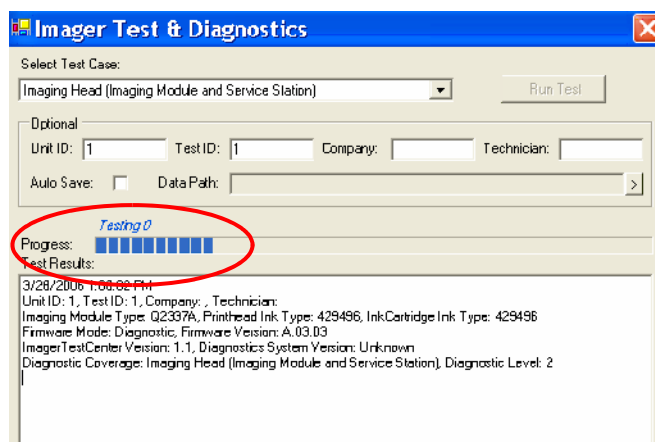 Imager Test & Diagnostics
Select Test Case:
Imaging Head (Imaging Module and Service Station)
Run Test
Optional
Unit ID: 1 Test ID: 1 Company: Technician:
Auto Save: Data Path: >
Testing 0
Progress:
Test Results:
3/28/2006 1:06:02 PM
Unit ID: 1, Test ID: 1, Company: , Technician:
Imaging Module Type: Q2337A, Printhead Ink Type: 429496, InkCartridge Ink Type: 429496
Firmware Mode: Diagnostic, Firmware Version: A.03.03
ImagerTestCenter Version: 1.1, Diagnostics System Version: Unknown
Diagnostic Coverage: Imaging Head (Imaging Module and Service Station), Diagnostic Level: 2